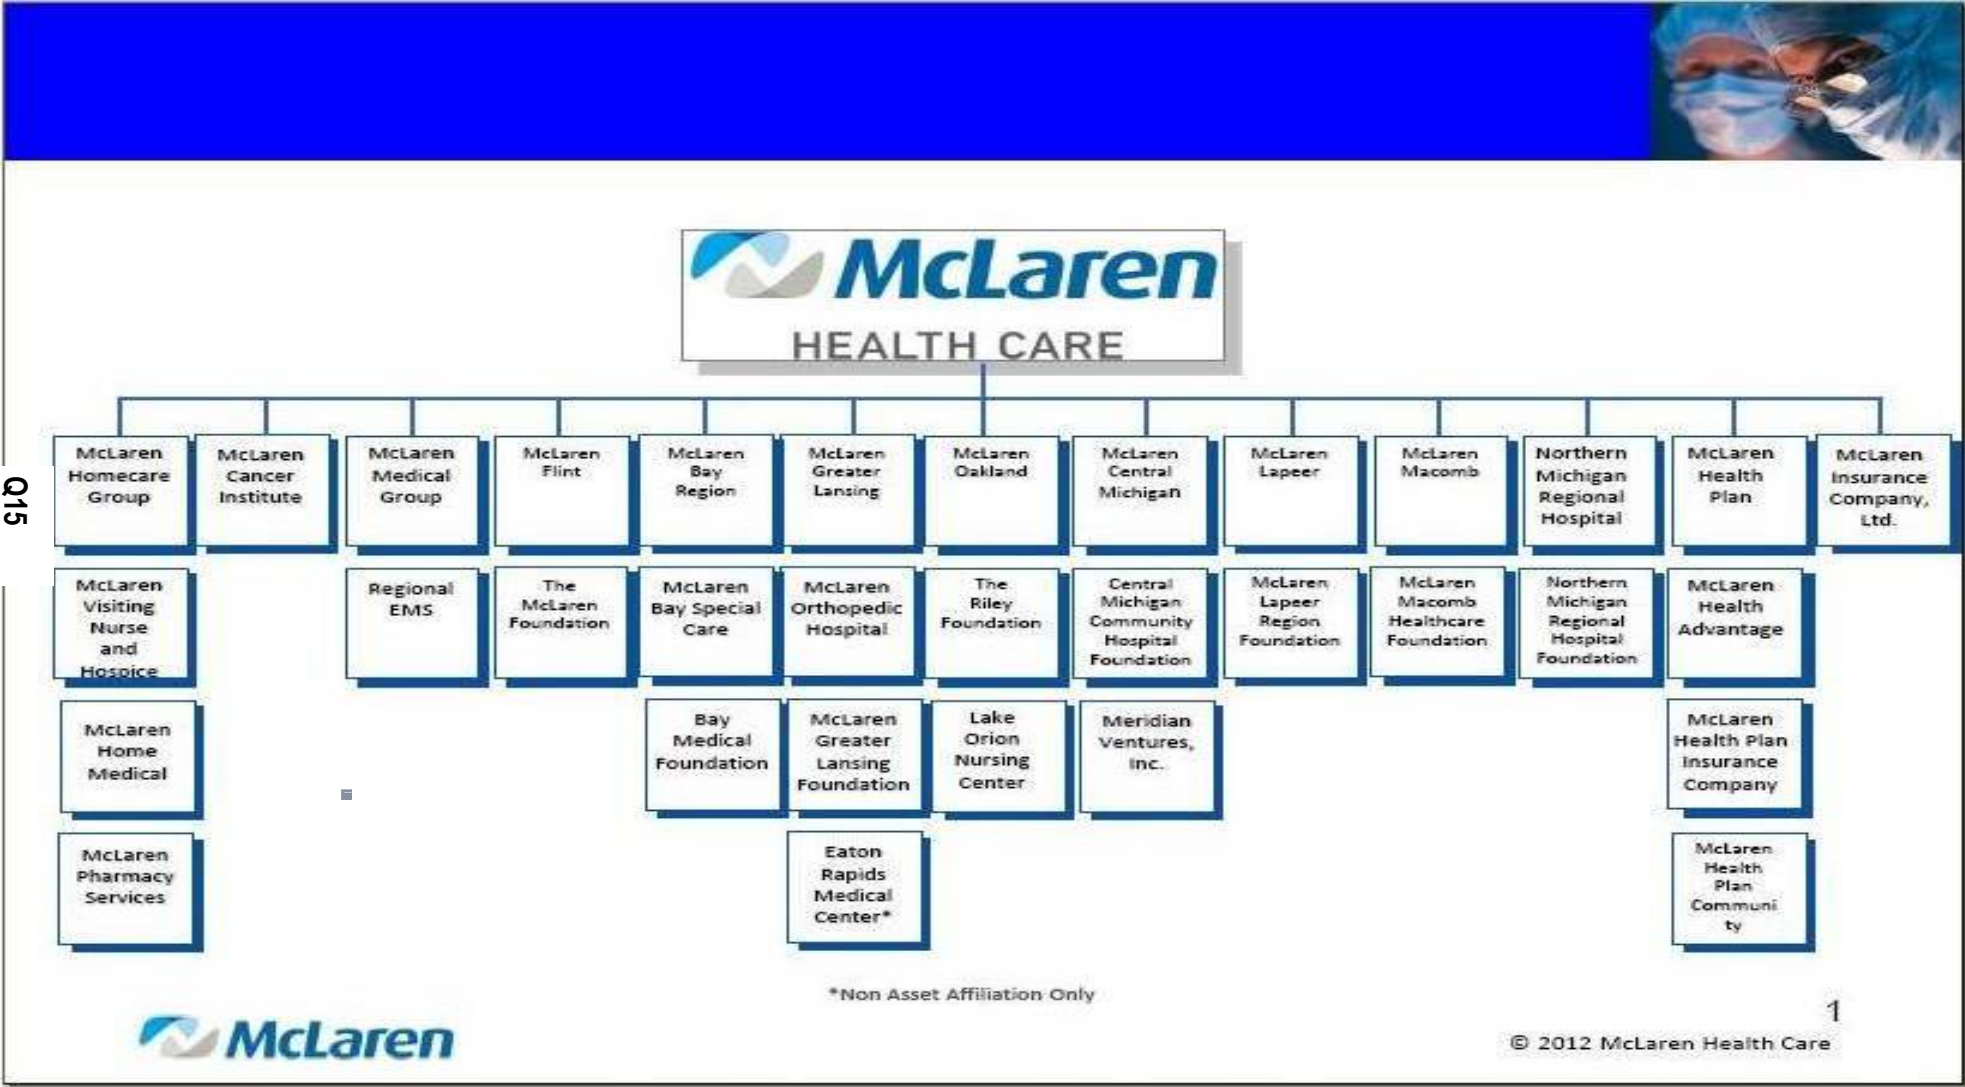 McLaren
HEALTH CARE
Q15
McLaren
Homecare
Group
McLaren
Cancer
Institute
McLaren
Medical
Group
McLaren
Flint
McLaren
Bay
Region
McLaren
Greater
Lansing
McLaren
Oakland
McLaren
Central
Michigan
McLaren
Lapeer
McLaren
Macomb
Northern
Michigan
Regional
Hospital
McLaren
Health
Plan
McLaren
Insurance
Company,
Ltd.
McLaren
Visiting
Nurse
and
Hospice
Regional
EMS
The
McLaren
Foundation
McLaren
Bay Special
Care
McLaren
Orthopedic
Hospital
The
Riley
Foundation
Central
Michigan
Community
Hospital
Foundation
McLaren
Lapeer
Region
Foundation
McLaren
Macomb
Healthcare
Foundation
Northern
Michigan
Regional
Hospital
Foundation
McLaren
Health
Advantage
McLaren
Home
Medical
Bay
Medical
Foundation
McLaren
Greater
Lansing
Foundation
Lake
Orion
Nursing
Center
Meridian
Ventures,
Inc.
McLaren
Health Plan
Insurance
Company
McLaren
Pharmacy
Services
Eaton
Rapids
Medical
Center*
McLaren
Health
Plan
Communi
ty
*Non Asset Affiliation Only
1
McLaren
© 2012 McLaren Health Care